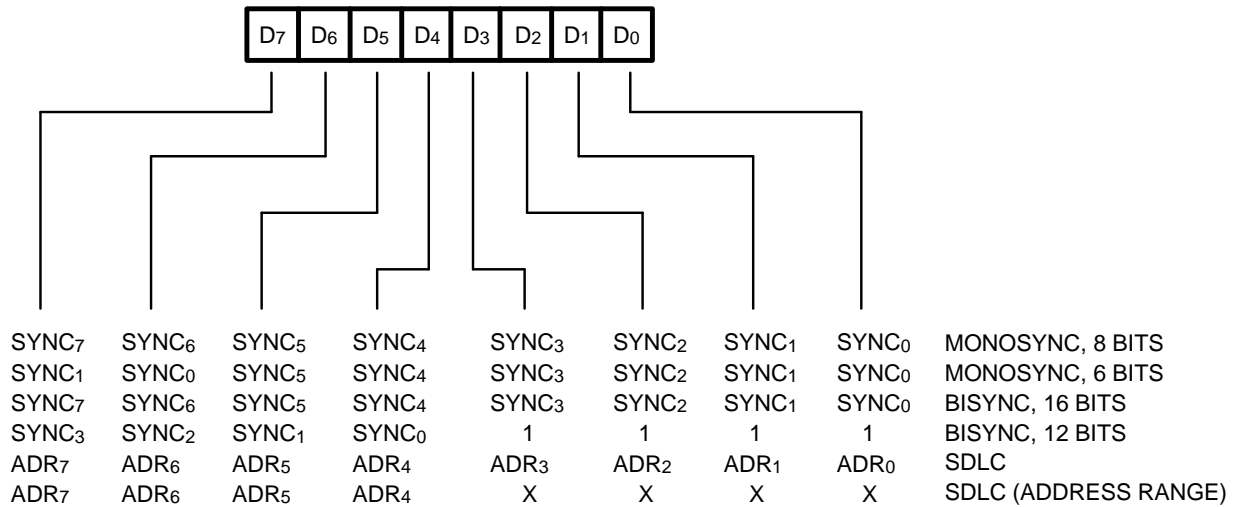 D7 D6 D5 D4 D3 D2 D1 D0
SYNC7 SYNC6 SYNC5 SYNC4 SYNC3 SYNC2 SYNC1 SYNC0 MONOSYNC, 8 BITS
SYNC1 SYNC0 SYNC5 SYNC4 SYNC3 SYNC2 SYNC1 SYNC0 MONOSYNC, 6 BITS
SYNC7 SYNC6 SYNC5 SYNC4 SYNC3 SYNC2 SYNC1 SYNC0 BISYNC, 16 BITS
SYNC3 SYNC2 SYNC1 SYNC0 1 1 1 1 BISYNC, 12 BITS
ADR7 ADR6 ADR5 ADR4 ADR3 ADR2 ADR1 ADR0 SDLC
ADR7 ADR6 ADR5 ADR4 X X X X SDLC (ADDRESS RANGE)